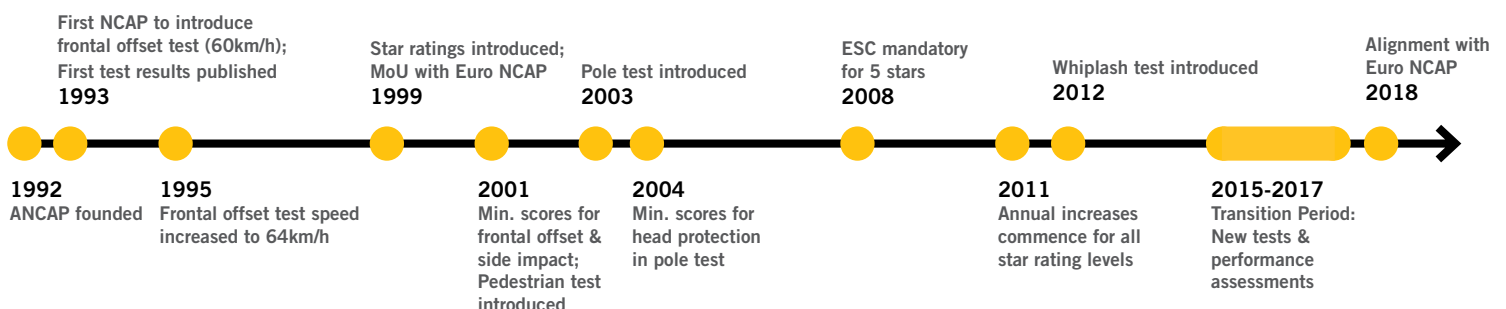 First NCAP to introduce
frontal offset test (60km/h);
First test results published
1993
Star ratings introduced;
MoU with Euro NCAP
1999
Pole test introduced
2003
ESC mandatory
for 5 stars
2008
Whiplash test introduced
2012
Alignment with
Euro NCAP
2018
1992
ANCAP founded
1995
Frontal offset test speed
increased to 64km/h
2001
Min. scores for
frontal offset &
side impact;
Pedestrian test
introduced
2004
Min. scores for
head protection
in pole test
2011
Annual increases
commence for all
star rating levels
2015-2017
Transition Period:
New tests &
performance
assessments